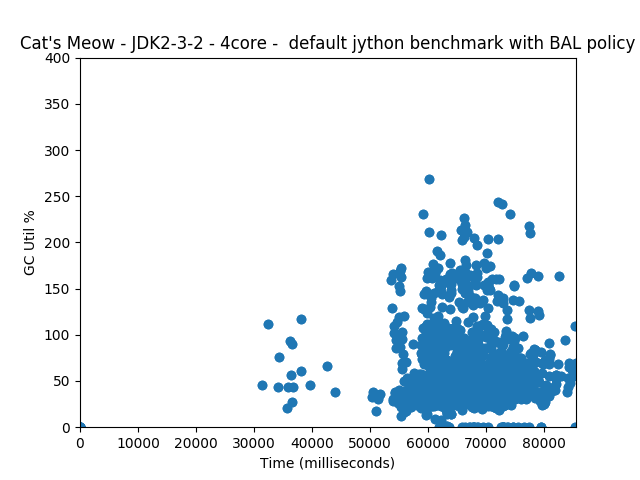 Cat's Meow - JDK2-3-2 - 4core -  default jython benchmark with BAL policy
400
350
300
250
200
150
100
50
0
GC Util %
0 10000 20000 30000 40000 50000 60000 70000 80000
Time (milliseconds)